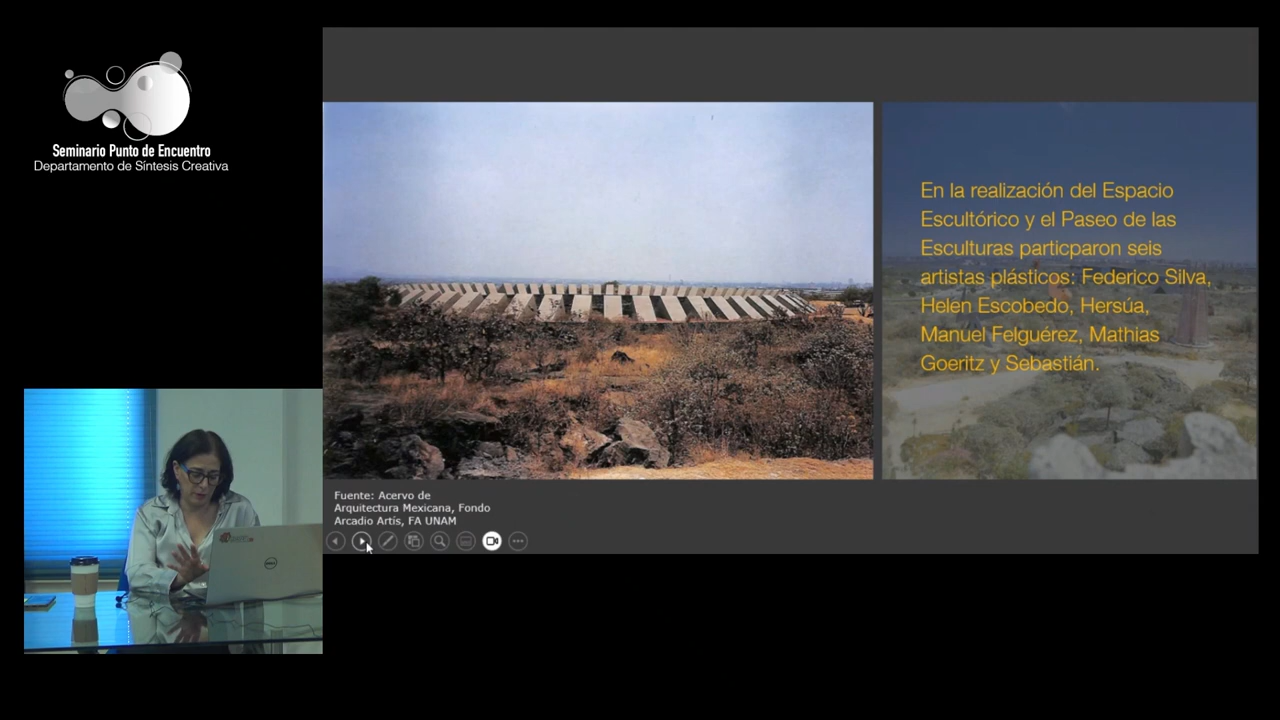 Seminario Punto de Encuentro
Departamento de Síntesis Creativa
En la realización del Espacio
Escultórico y el Paseo de las
Esculturas particparon seis
artistas plásticos: Federico Silva,
Helen Escobedo, Hersúa,
Manuel Felguérez, Mathias
Goeritz y Sebastián.
Fuente: Acervo de
Arquitectura Mexicana, Fondo
Arcadio Artís, FA UNAM
DELL